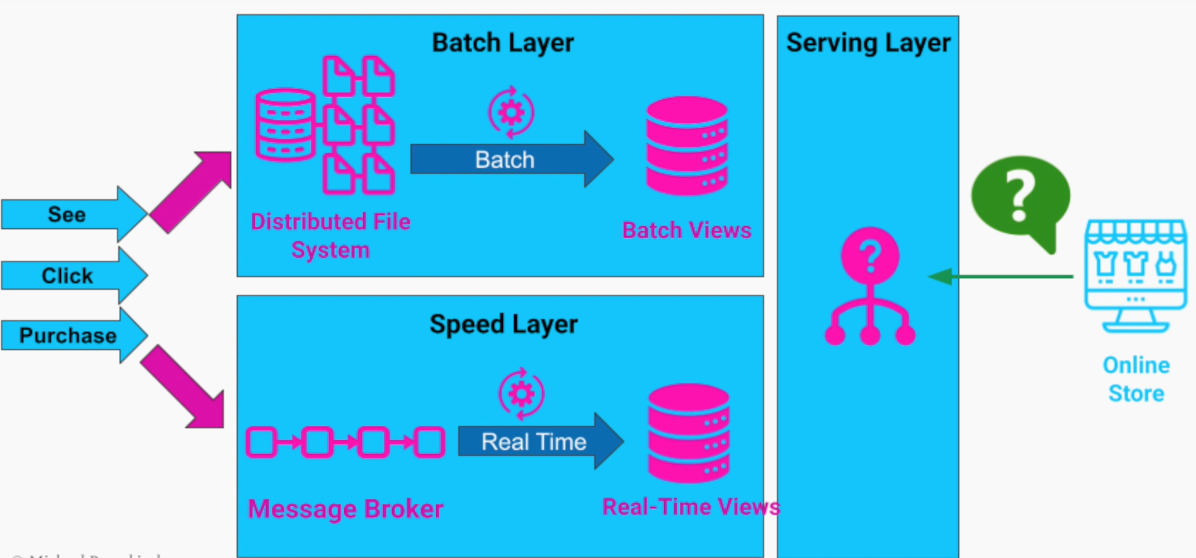 Batch Layer
Serving Layer
See
Click
Purchase
Batch
Distributed File
System
Batch Views
?
?
Speed Layer
Real Time
Message Broker
Real-Time Views
Online
Store